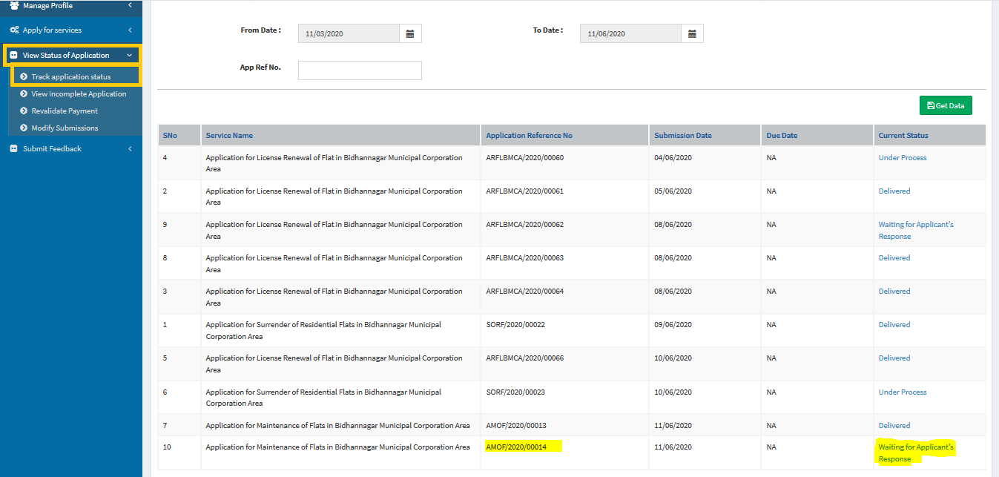 Manage Profile
Apply for services
View Status of Application
Track application status
View Incomplete Application
Revalidate Payment
Modify Submissions
Submit Feedback
From Date : 11/03/2020 To Date : 11/06/2020
App Ref No.
Get Data
SNo Service Name Application Reference No Submission Date Due Date Current Status
4 Application for License Renewal of Flat in Bidhannagar Municipal Corporation ARFLBMCA/2020/00060 04/06/2020 NA Under Process
Area
2 Application for License Renewal of Flat in Bidhannagar Municipal Corporation ARFLBMCA/2020/00061 05/06/2020 NA Delivered
Area
9 Application for License Renewal of Flat in Bidhannagar Municipal Corporation ARFLBMCA/2020/00062 08/06/2020 NA Waiting for Applicant's
Area Response
8 Application for License Renewal of Flat in Bidhannagar Municipal Corporation ARFLBMCA/2020/00063 08/06/2020 NA Delivered
Area
3 Application for License Renewal of Flat in Bidhannagar Municipal Corporation ARFLBMCA/2020/00064 08/06/2020 NA Delivered
Area
1 Application for Surrender of Residential Flats in Bidhannagar Municipal SORF/2020/00022 09/06/2020 NA Delivered
Corporation Area
5 Application for License Renewal of Flat in Bidhannagar Municipal Corporation ARFLBMCA/2020/00066 10/06/2020 NA Delivered
Area
6 Application for Surrender of Residential Flats in Bidhannagar Municipal SORF/2020/00023 10/06/2020 NA Under Process
Corporation Area
7 Application for Maintenance of Flats in Bidhannagar Municipal Corporation Area AMOF/2020/00013 11/06/2020 NA Delivered
10 Application for Maintenance of Flats in Bidhannagar Municipal Corporation Area AMOF/2020/00014 11/06/2020 NA Waiting for Applicant's
Response